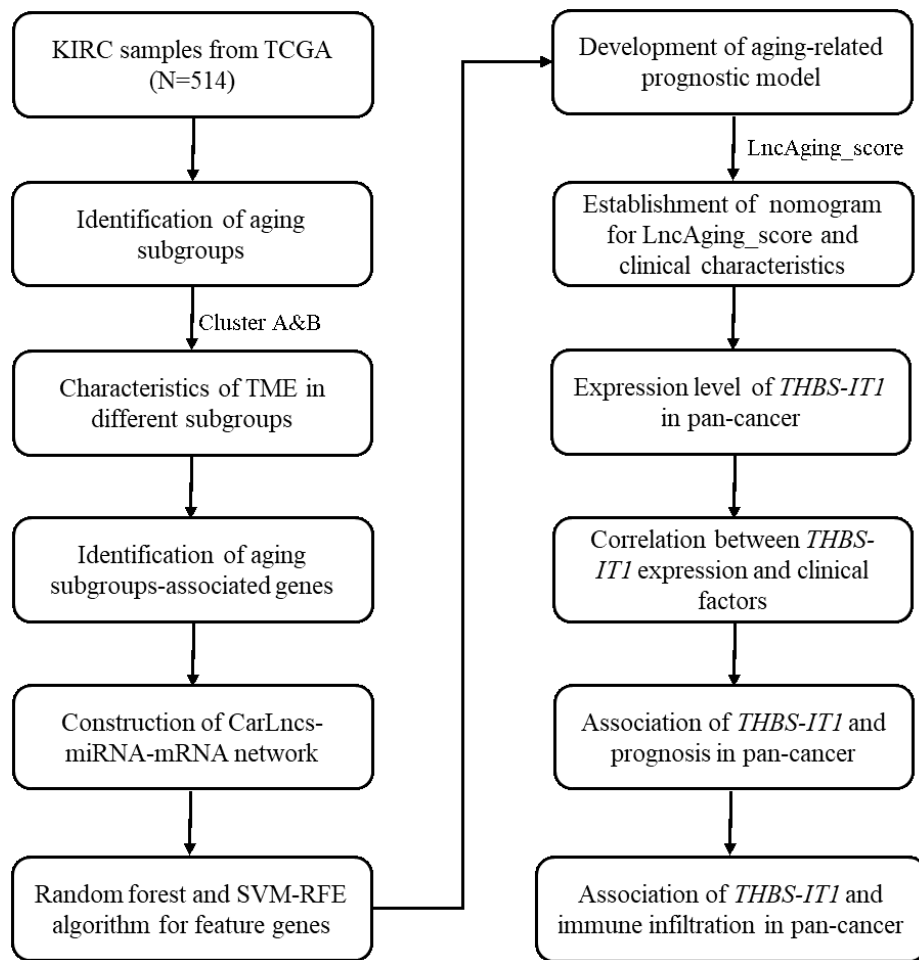 KIRC samples from TCGA
(N=514)
Identification of aging
subgroups
Cluster A&B
Characteristics of TME in
different subgroups
Identification of aging
subgroups-associated genes
Construction of CarLncs-
miRNA-mRNA network
Random forest and SVM-RFE
algorithm for feature genes
Development of aging-related
prognostic model
LncAging_score
Establishment of nomogram
for LncAging_score and
clinical characteristics
Expression level of THBS-IT1
in pan-cancer
Correlation between THBS-
IT1 expression and clinical
factors
Association of THBS-IT1 and
prognosis in pan-cancer
Association of THBS-IT1 and
immune infiltration in pan-cancer